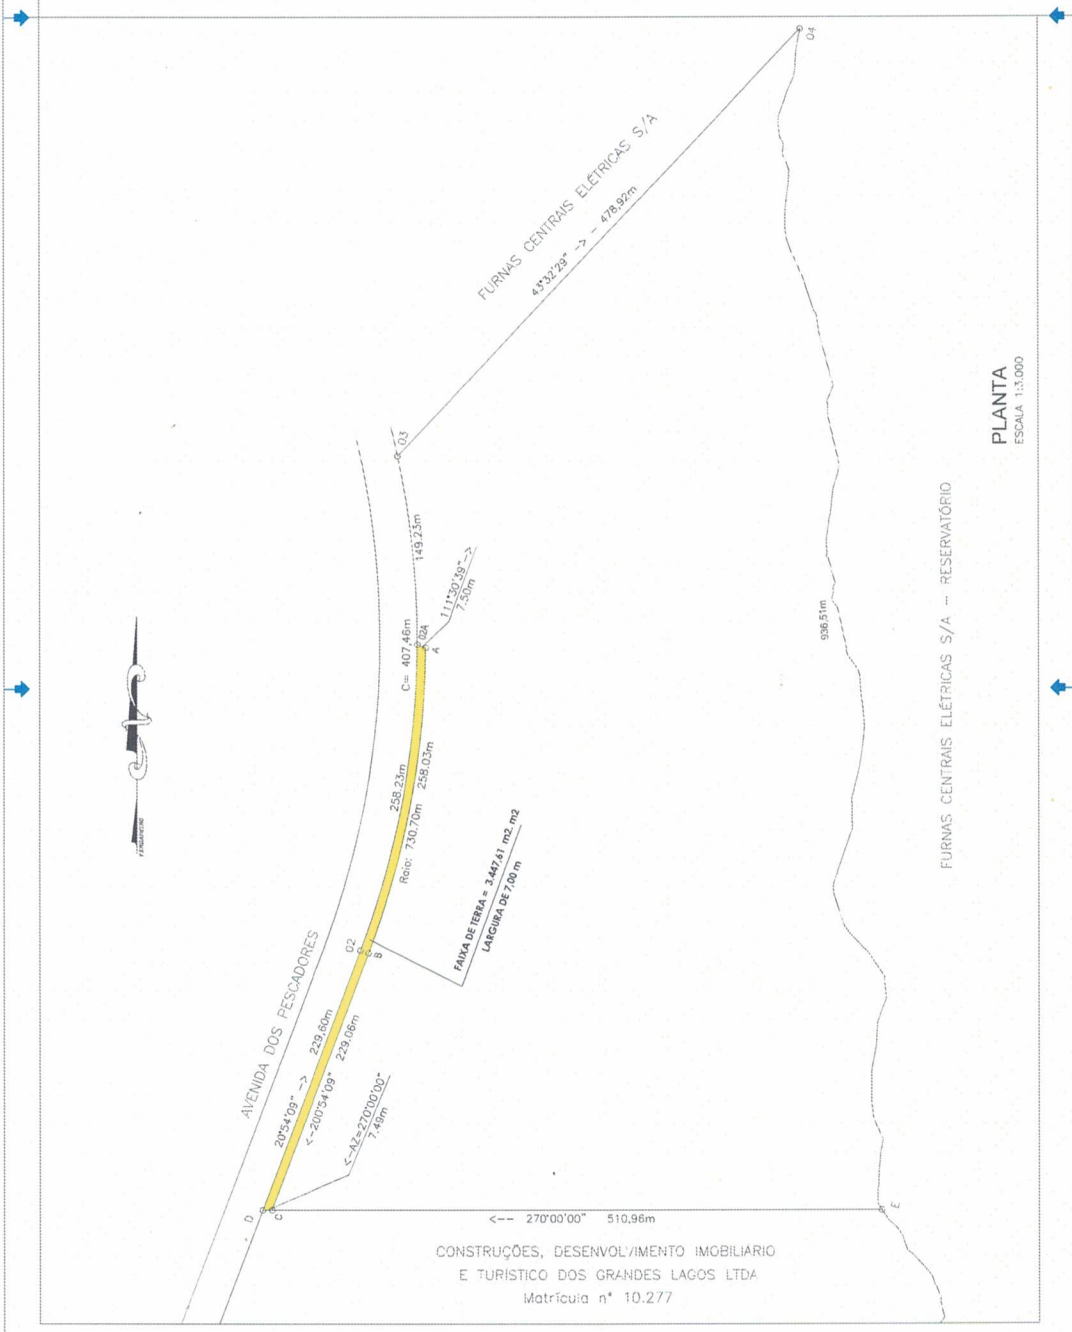 04
FURNAS CENTRAIS ELÉTRICAS S/A
43°32'29" -> - 478,92m
03
149.23m
111°30'39" ->
7.50m
C= 407,46m
02A
A
258.23m
258.03m
Raio: 730.70m
02
B
FAIXA DE TERRA = 3.447,61 m2. m2
LARGURA DE 7,00 m
AVENIDA DOS PESCADORES
20°54'09" -> 229,60m
<-200°54'09" 229.06m
<-AZ=270°00'00"
7.49m
D
C
<-- 270°00'00" 510,96m
E
936,51m
FURNAS CENTRAIS ELÉTRICAS S/A -- RESERVATÓRIO
PLANTA
ESCALA 1:3.000
CONSTRUÇÕES, DESENVOLVIMENTO IMOBILIARIO
E TURÍSTICO DOS GRANDES LAGOS LTDA
Matrícula n° 10.277